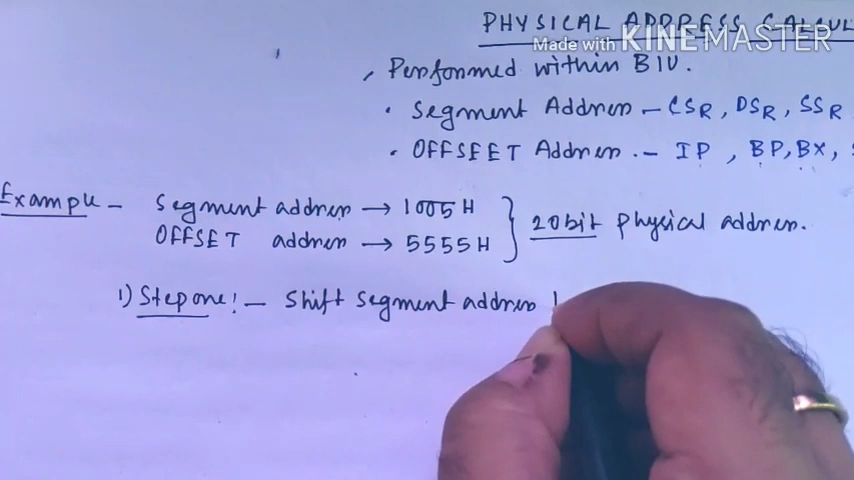 PHYSICAL ADDRESS CALCUL
Made with KINEMASTER
Performed within BIU.
• Segment Address – CSR, DSR, SSR
• OFFSEET Address. – IP, BP, BX,
Example – Segment address → 1005H
OFFSET address → 5555H
20bit physical address.
1) Step one! – Shift Segment address